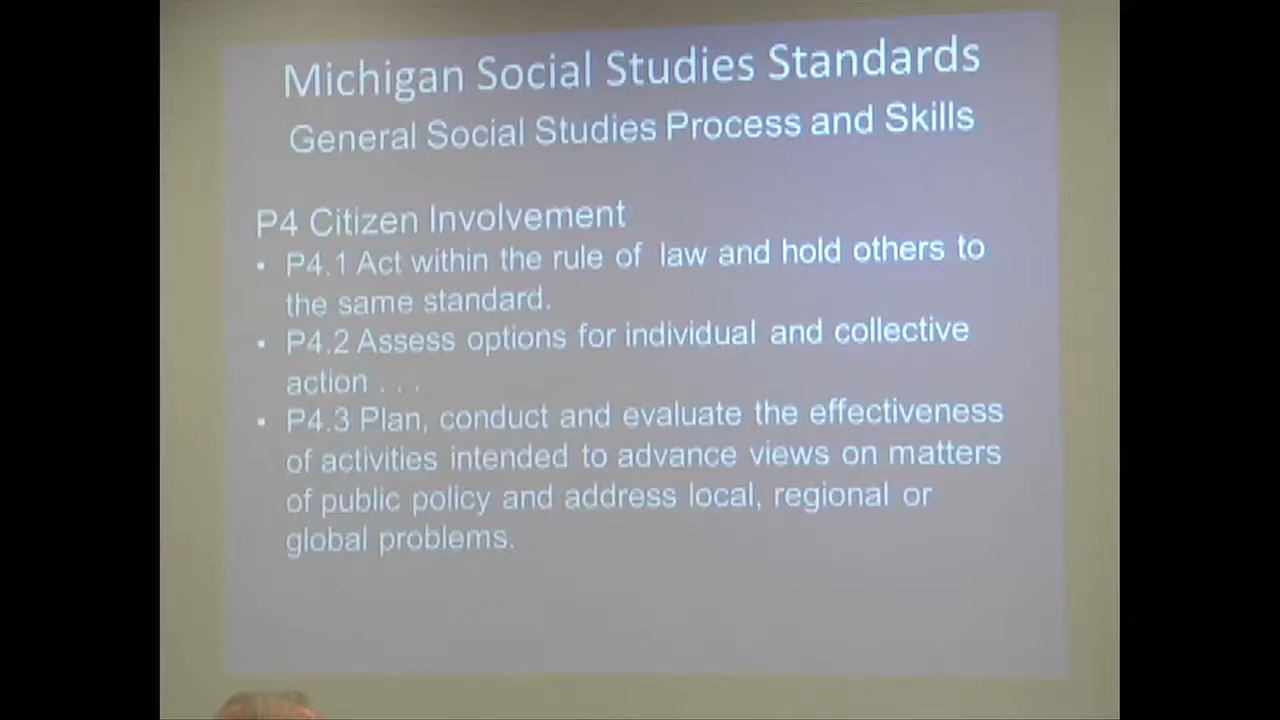 Michigan Social Studies Standards
General Social Studies Process and Skills
P4 Citizen Involvement
• P4.1 Act within the rule of law and hold others to
the same standard.
• P4.2 Assess options for individual and collective
action . . .
• P4.3 Plan, conduct and evaluate the effectiveness
of activities intended to advance views on matters
of public policy and address local, regional or
global problems.